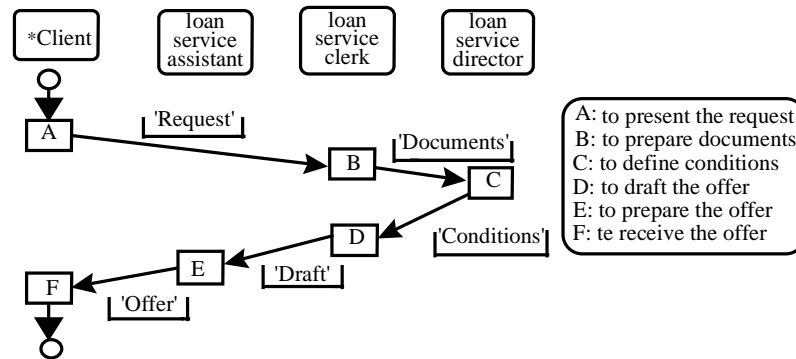 *Client
loan
service
assistant
loan
service
clerk
loan
service
director
A
'Request'
B
'Documents'
C
D
'Conditions'
E
'Draft'
F
'Offer'
A: to present the request
B: to prepare documents
C: to define conditions
D: to draft the offer
E: to prepare the offer
F: te receive the offer